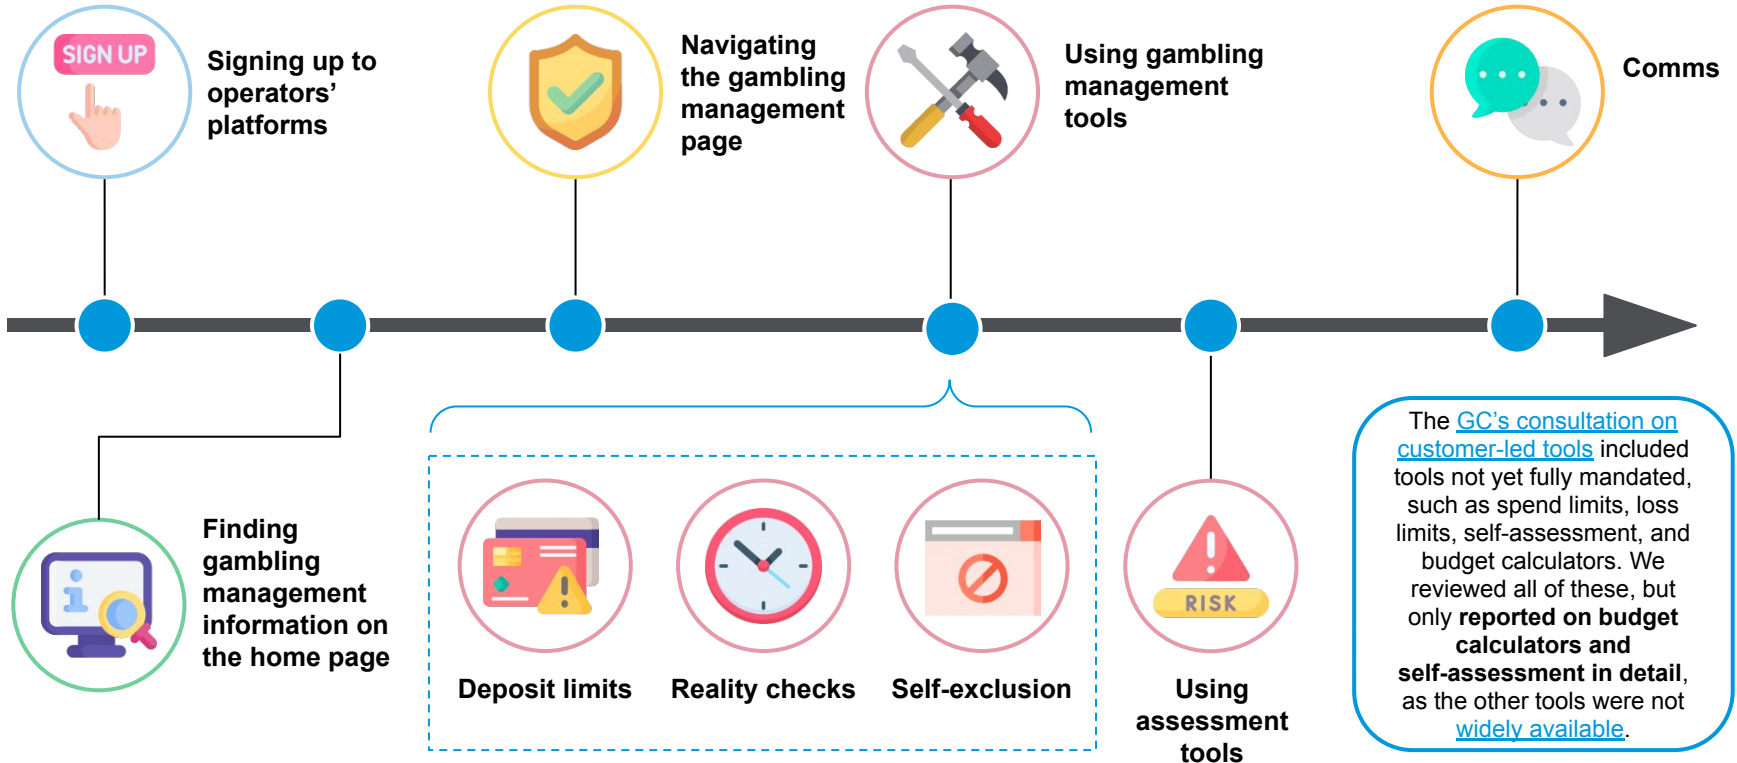 SIGN UP
Signing up to
operators’
platforms
Navigating
the gambling
management
page
Using gambling
management
tools
Comms
Finding
gambling
management
information on
the home page
Deposit limits
Reality checks
Self-exclusion
RISK
Using
assessment
tools
The GC’s consultation on
customer-led tools included
tools not yet fully mandated,
such as spend limits, loss
limits, self-assessment, and
budget calculators. We
reviewed all of these, but
only reported on budget
calculators and
self-assessment in detail,
as the other tools were not
widely available.